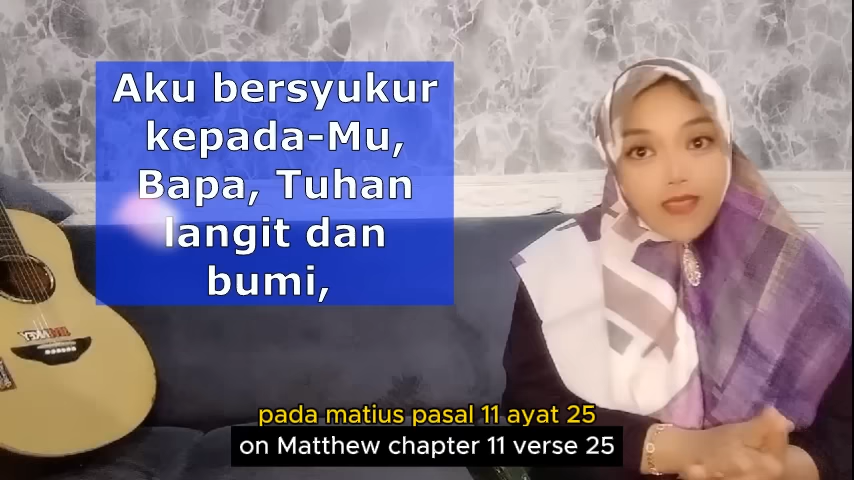 Aku bersyukur
kepada-Mu,
Bapa, Tuhan
langit dan
bumi,
pada matius pasal 11 ayat 25
on Matthew chapter 11 verse 25